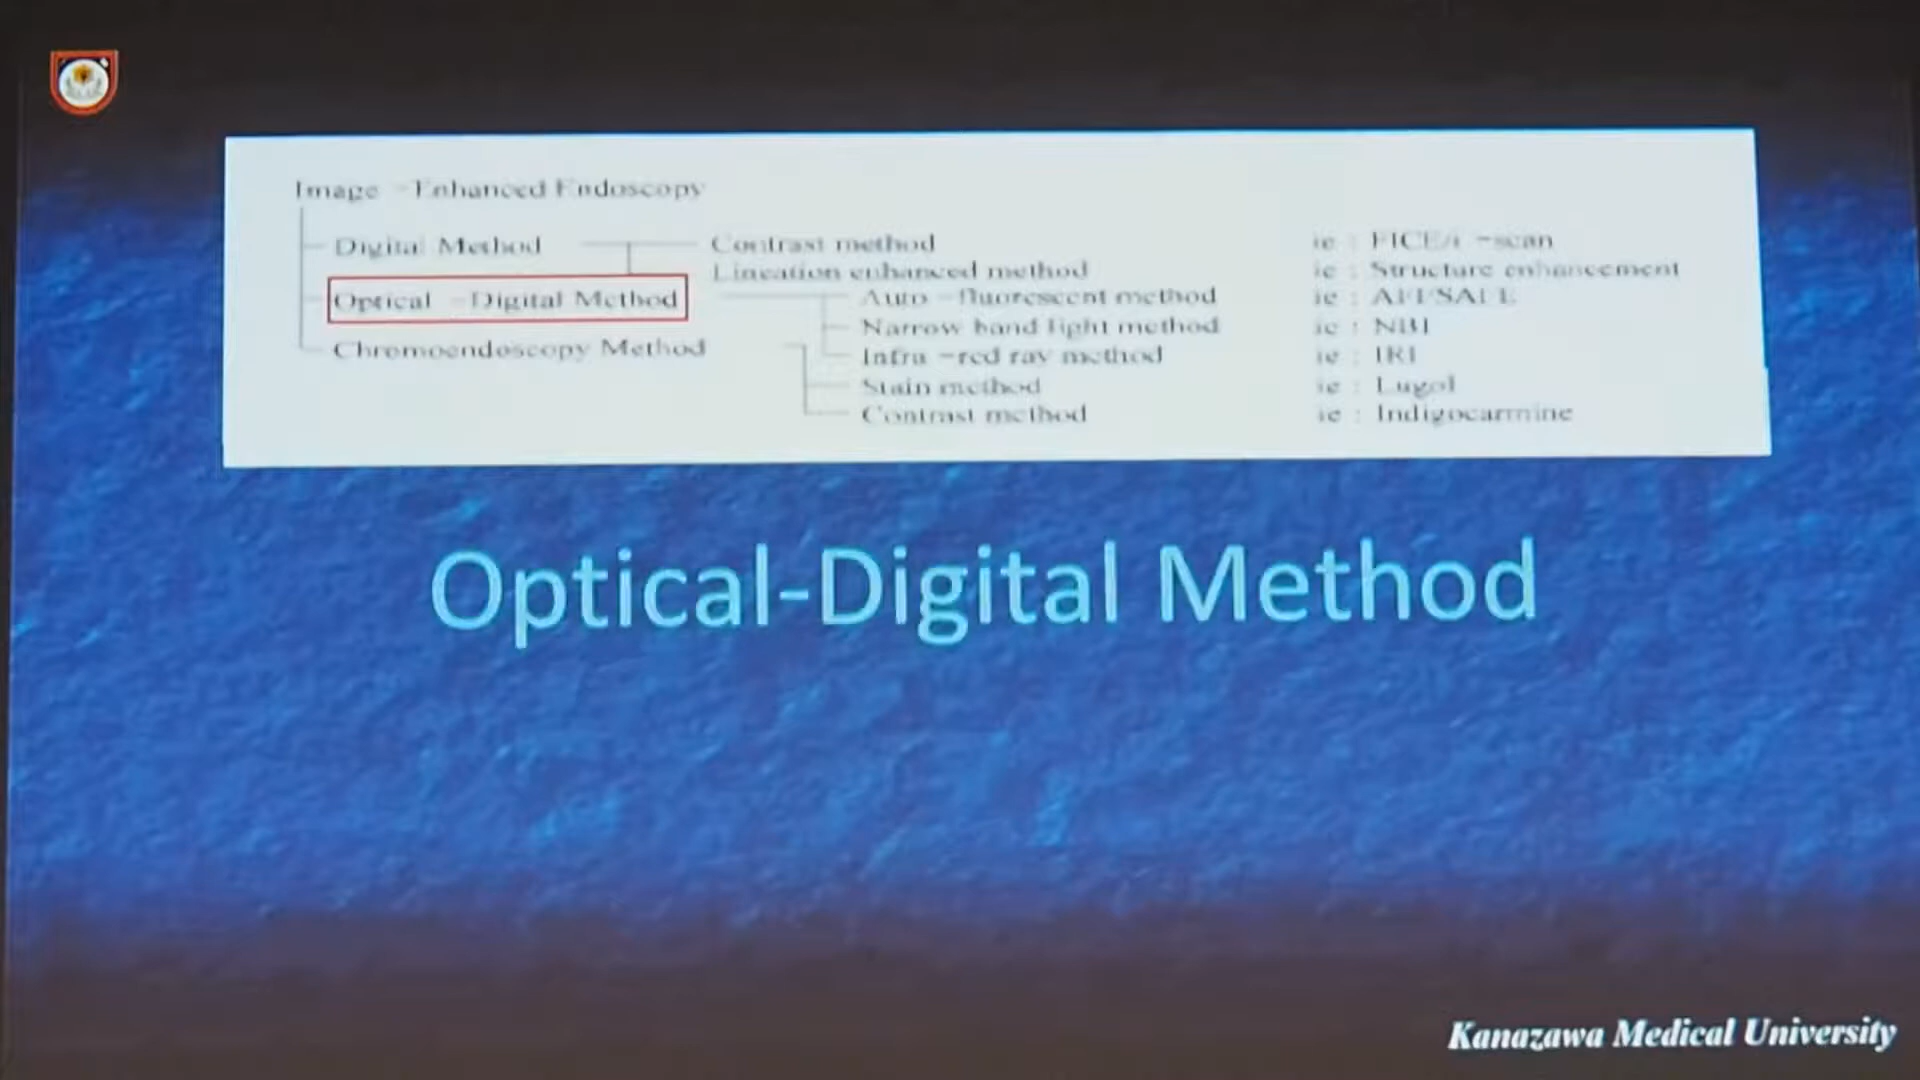 Image -Enhanced Endoscopy
Digital Method Contrast method ie : FICE/i -scan
Lineation enhanced method ie : Structure enhancement
Optical -Digital Method Auto -fluorescent method ie :
Narrow band light method ie : NBI
Infra -red ray method ie : IRI
Chromoendoscopy Method
Stain method ie : Lugol
Contrast method ie : Indigocarmine
Optical-Digital Method
Kanazawa Medical University